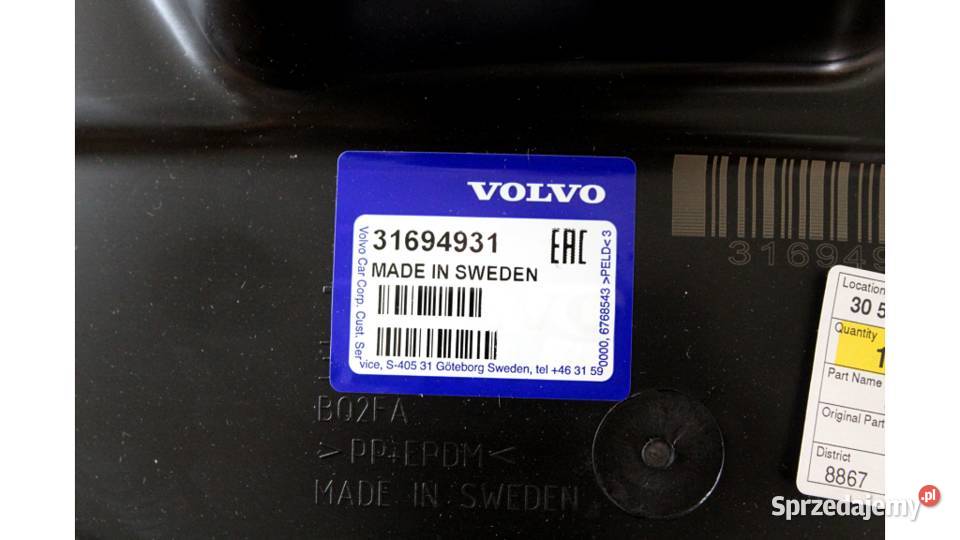 VOLVO
31694931
EAC
MADE IN SWEDEN
Volvo Car Corp. Cust. Service, S-405 31 Göteborg Sweden, tel +46 31 59 0000, 6768543 >PELD< 3
316949
BQ2FA
>PP+EPDM<
MADE IN SWEDEN
Location
30 5
Quantity
1
Part Name
Original Part
District
8867
Sprzedajemy.pl